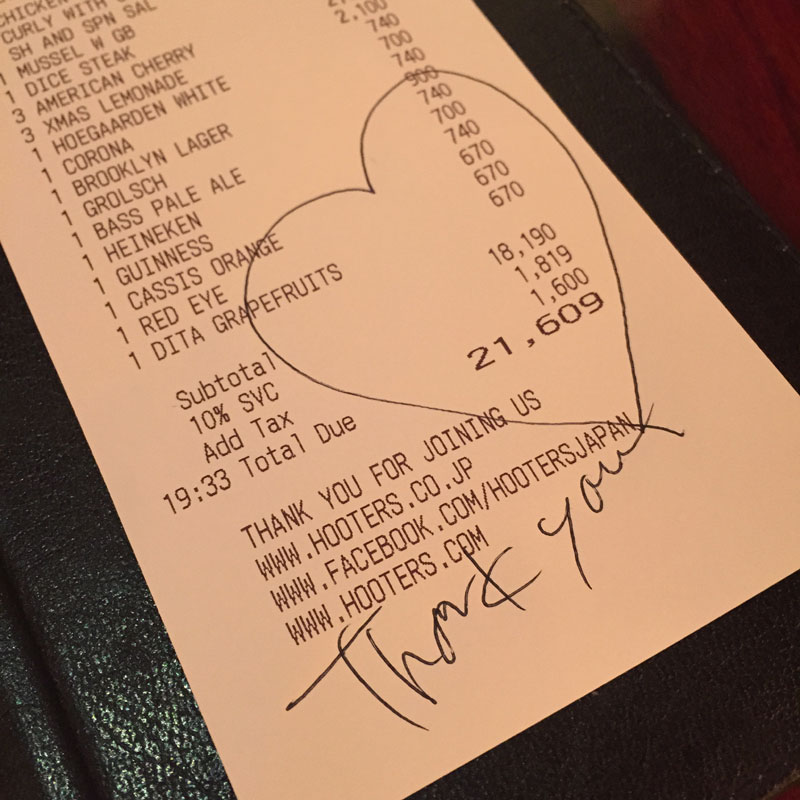 CHICKEN
CURLY WITH
SH AND SPN SAL
1 MUSSEL W GB 2,100
1 DICE STEAK 740
3 AMERICAN CHERRY 700
3 XMAS LEMONADE 740
1 HOEGAARDEN WHITE 900
1 CORONA 740
1 BROOKLYN LAGER 700
1 GROLSCH 740
1 BASS PALE ALE 670
1 HEINEKEN 670
1 GUINNESS 670
1 CASSIS ORANGE
1 RED EYE
1 DITA GRAPEFRUITS
Subtotal 18,190
10% SVC 1,819
Add Tax 1,600
19:33 Total Due 21,609
THANK YOU FOR JOINING US
WWW.HOOTERS.CO.JP
WWW.FACEBOOK.COM/HOOTERSJAPAN
WWW.HOOTERS.COM
Thank you